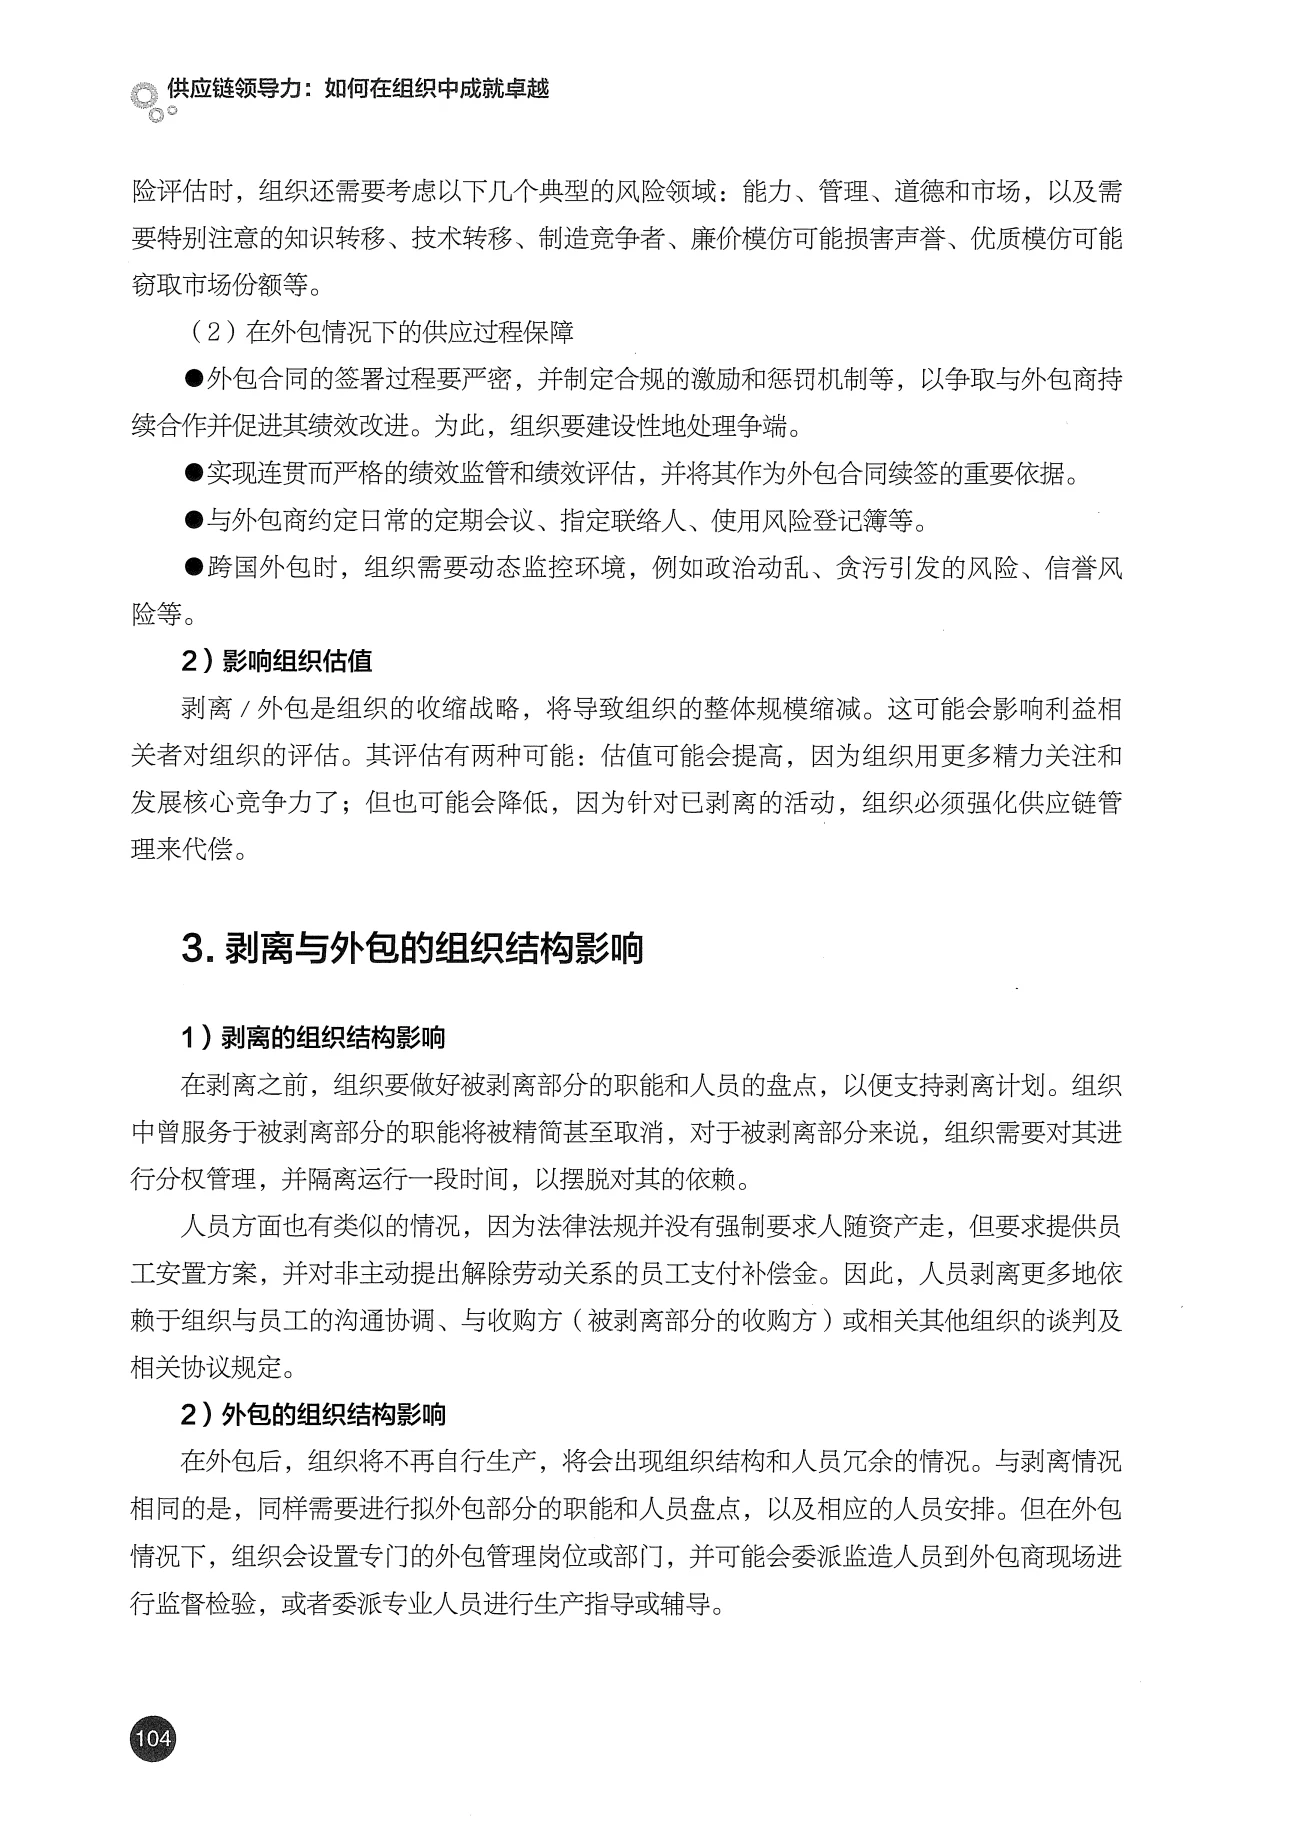 供应链领导力：如何在组织中成就卓越
险评估时，组织还需要考虑以下几个典型的风险领域：能力、管理、道德和市场，以及需
要特别注意的知识转移、技术转移、制造竞争者、廉价模仿可能损害声誉、优质模仿可能
窃取市场份额等。
（2）在外包情况下的供应过程保障
●外包合同的签署过程要严密，并制定合规的激励和惩罚机制等，以争取与外包商持
续合作并促进其绩效改进。为此，组织要建设性地处理争端。
●实现连贯而严格的绩效监管和绩效评估，并将其作为外包合同续签的重要依据。
●与外包商约定日常的定期会议、指定联络人、使用风险登记簿等。
●跨国外包时，组织需要动态监控环境，例如政治动乱、贪污引发的风险、信誉风
险等。
2）影响组织估值
剥离/外包是组织的收缩战略，将导致组织的整体规模缩减。这可能会影响利益相
关者对组织的评估。其评估有两种可能：估值可能会提高，因为组织用更多精力关注和
发展核心竞争力了；但也可能会降低，因为针对已剥离的活动，组织必须强化供应链管
理来代偿。
3. 剥离与外包的组织结构影响
1）剥离的组织结构影响
在剥离之前，组织要做好被剥离部分的职能和人员的盘点，以便支持剥离计划。组织
中曾服务于被剥离部分的职能将被精简甚至取消，对于被剥离部分来说，组织需要对其进
行分权管理，并隔离运行一段时间，以摆脱对其的依赖。
人员方面也有类似的情况，因为法律法规并没有强制要求人随资产走，但要求提供员
工安置方案，并对非主动提出解除劳动关系的员工支付补偿金。因此，人员剥离更多地依
赖于组织与员工的沟通协调、与收购方（被剥离部分的收购方）或相关其他组织的谈判及
相关协议规定。
2）外包的组织结构影响
在外包后，组织将不再自行生产，将会出现组织结构和人员冗余的情况。与剥离情况
相同的是，同样需要进行拟外包部分的职能和人员盘点，以及相应的人员安排。但在外包
情况下，组织会设置专门的外包管理岗位或部门，并可能会委派监造人员到外包商现场进
行监督检验，或者委派专业人员进行生产指导或辅导。
104